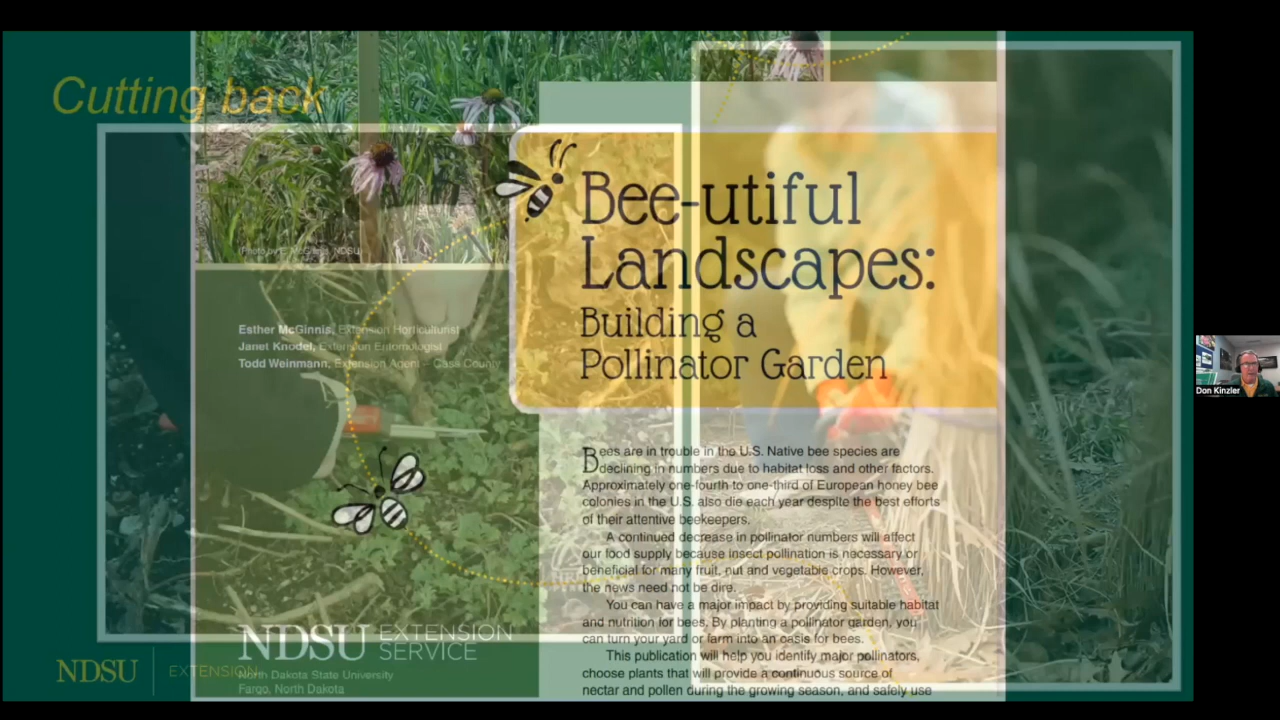 Cutting back
(Photo by E. McGinnis, NDSU)
Bee-utiful
Landscapes:
Building a
Pollinator Garden
Esther McGinnis, Extension Horticulturist
Janet Knodel, Extension Entomologist
Todd Weinmann, Extension Agent – Cass County
Bees are in trouble in the U.S. Native bee species are
declining in numbers due to habitat loss and other factors.
Approximately one-fourth to one-third of European honey bee
colonies in the U.S. also die each year despite the best efforts
of their attentive beekeepers.
A continued decrease in pollinator numbers will affect
our food supply because insect pollination is necessary or
beneficial for many fruit, nut and vegetable crops. However,
the news need not be dire.
You can have a major impact by providing suitable habitat
and nutrition for bees. By planting a pollinator garden, you
can turn your yard or farm into an oasis for bees.
This publication will help you identify major pollinators,
choose plants that will provide a continuous source of
nectar and pollen during the growing season, and safely use
NDSU EXTENSION
SERVICE
North Dakota State University
Fargo, North Dakota
NDSU EXTENSION
Don Kinzler